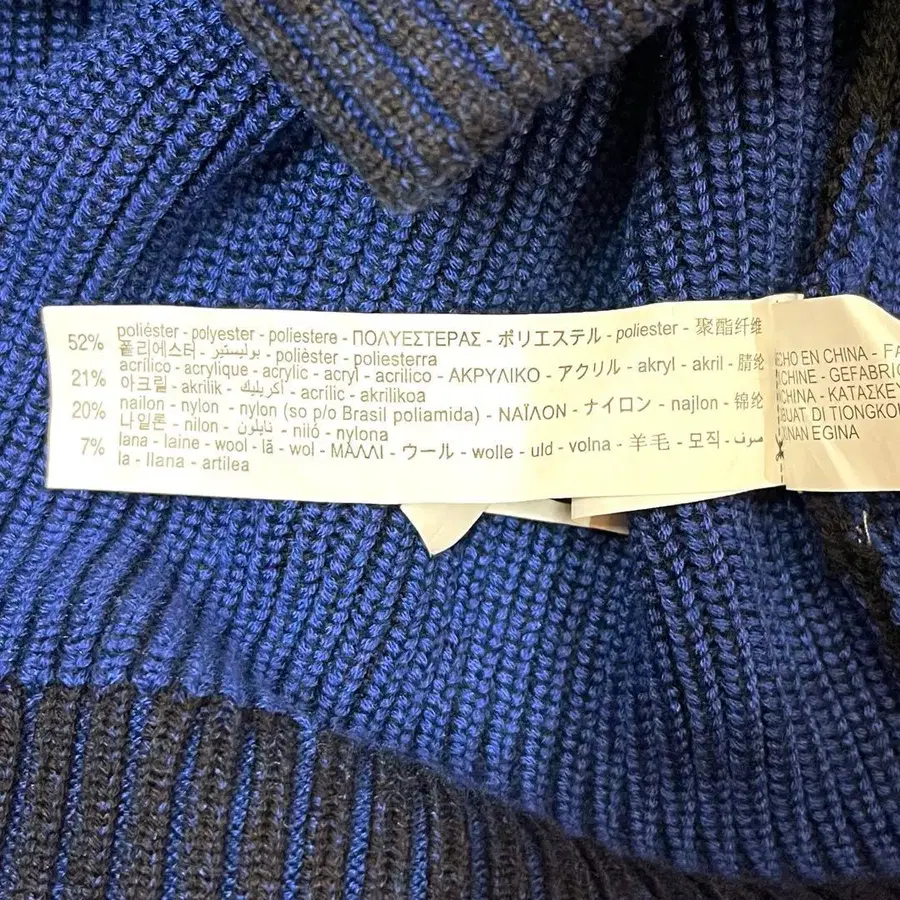 52% poliéster - polyester - poliestere - ΠΟΛΥΕΣΤΕΡΑΣ - ポリエステル - poliester - 聚酯纤维
폴리에스터 - بوليستير - polièster - poliesterra
21% acrílico - acrylique - acrylic - acryl - acrilico - ΑΚΡΥΛΙΚΟ - アクリル - akryl - akril - 腈纶
아크릴 - akrilik - أكريليك - acrílic - akrilikoa
20% nailon - nylon - nylon (so p/o Brasil poliamida) - ΝΑΪΛΟΝ - ナイロン - najlon - 锦纶
나일론 - nilon - نايلون - niló - nylona
7% lana - laine - wool - lã - wol - ΜΑΛΛΙ - ウール - wolle - uld - volna - 羊毛 - 모직 - صوف -
la - llana - artilea
CHO EN CHINA - FA
CHINE - GEFABRIC
CHINA - ΚΑΤΑΣΚΕΥ
BUAT DI TIONGKO
XINAN EGINA